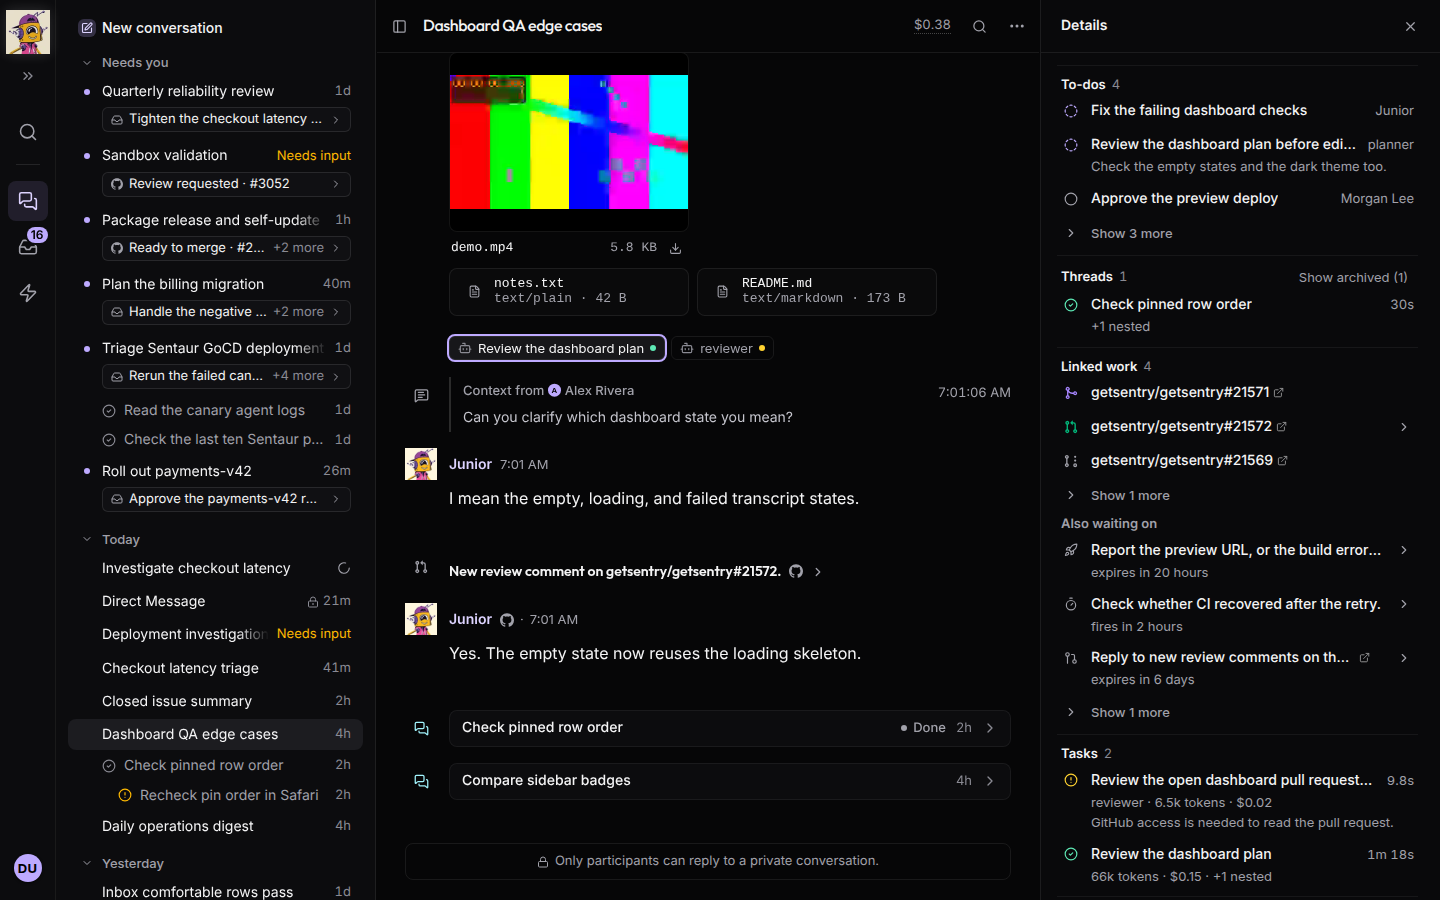 16
DU
New conversation
Needs you
Quarterly reliability review 1d
Tighten the checkout latency ...
Sandbox validation Needs input
Review requested · #3052
Package release and self-update 1h
Ready to merge · #2... +2 more
Plan the billing migration 40m
Handle the negative ... +2 more
Triage Sentaur GoCD deployment 1d
Rerun the failed can... +4 more
Read the canary agent logs 1d
Check the last ten Sentaur p... 1d
Roll out payments-v42 26m
Approve the payments-v42 r...
Today
Investigate checkout latency
Direct Message 21m
Deployment investigation Needs input
Checkout latency triage 41m
Closed issue summary 2h
Dashboard QA edge cases 4h
Check pinned row order 2h
Recheck pin order in Safari 2h
Daily operations digest 4h
Yesterday
Inbox comfortable rows pass 1d
Dashboard QA edge cases $0.38
demo.mp4 5.8 KB
notes.txt
text/plain · 42 B
README.md
text/markdown · 173 B
Review the dashboard plan
reviewer
Context from A Alex Rivera 7:01:06 AM
Can you clarify which dashboard state you mean?
Junior 7:01 AM
I mean the empty, loading, and failed transcript states.
New review comment on getsentry/getsentry#21572.
Junior · 7:01 AM
Yes. The empty state now reuses the loading skeleton.
Check pinned row order Done 2h
Compare sidebar badges 4h
Only participants can reply to a private conversation.
Details
To-dos 4
Fix the failing dashboard checks Junior
Review the dashboard plan before edi... planner
Check the empty states and the dark theme too.
Approve the preview deploy Morgan Lee
Show 3 more
Threads 1 Show archived (1)
Check pinned row order 30s
+1 nested
Linked work 4
getsentry/getsentry#21571
getsentry/getsentry#21572
getsentry/getsentry#21569
Show 1 more
Also waiting on
Report the preview URL, or the build error...
expires in 20 hours
Check whether CI recovered after the retry.
fires in 2 hours
Reply to new review comments on th...
expires in 6 days
Show 1 more
Tasks 2
Review the open dashboard pull request... 9.8s
reviewer · 6.5k tokens · $0.02
GitHub access is needed to read the pull request.
Review the dashboard plan 1m 18s
66k tokens · $0.15 · +1 nested